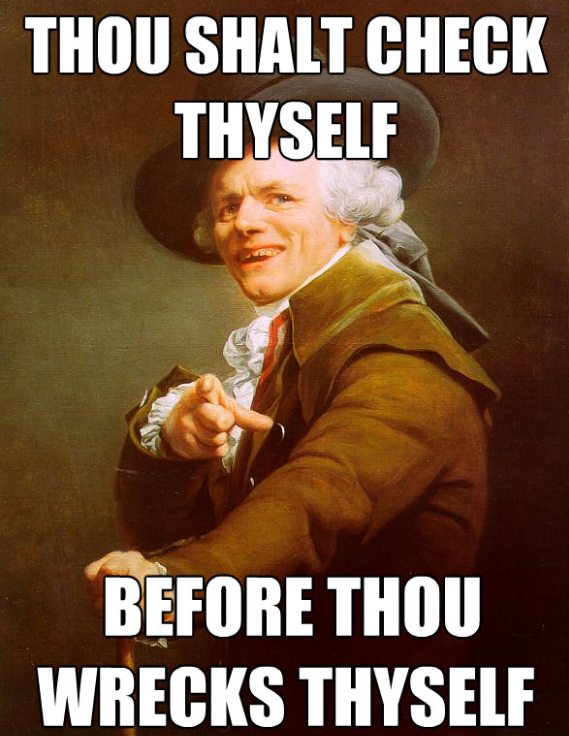 THOU SHALT CHECK
THYSELF
BEFORE THOU
WRECKS THYSELF